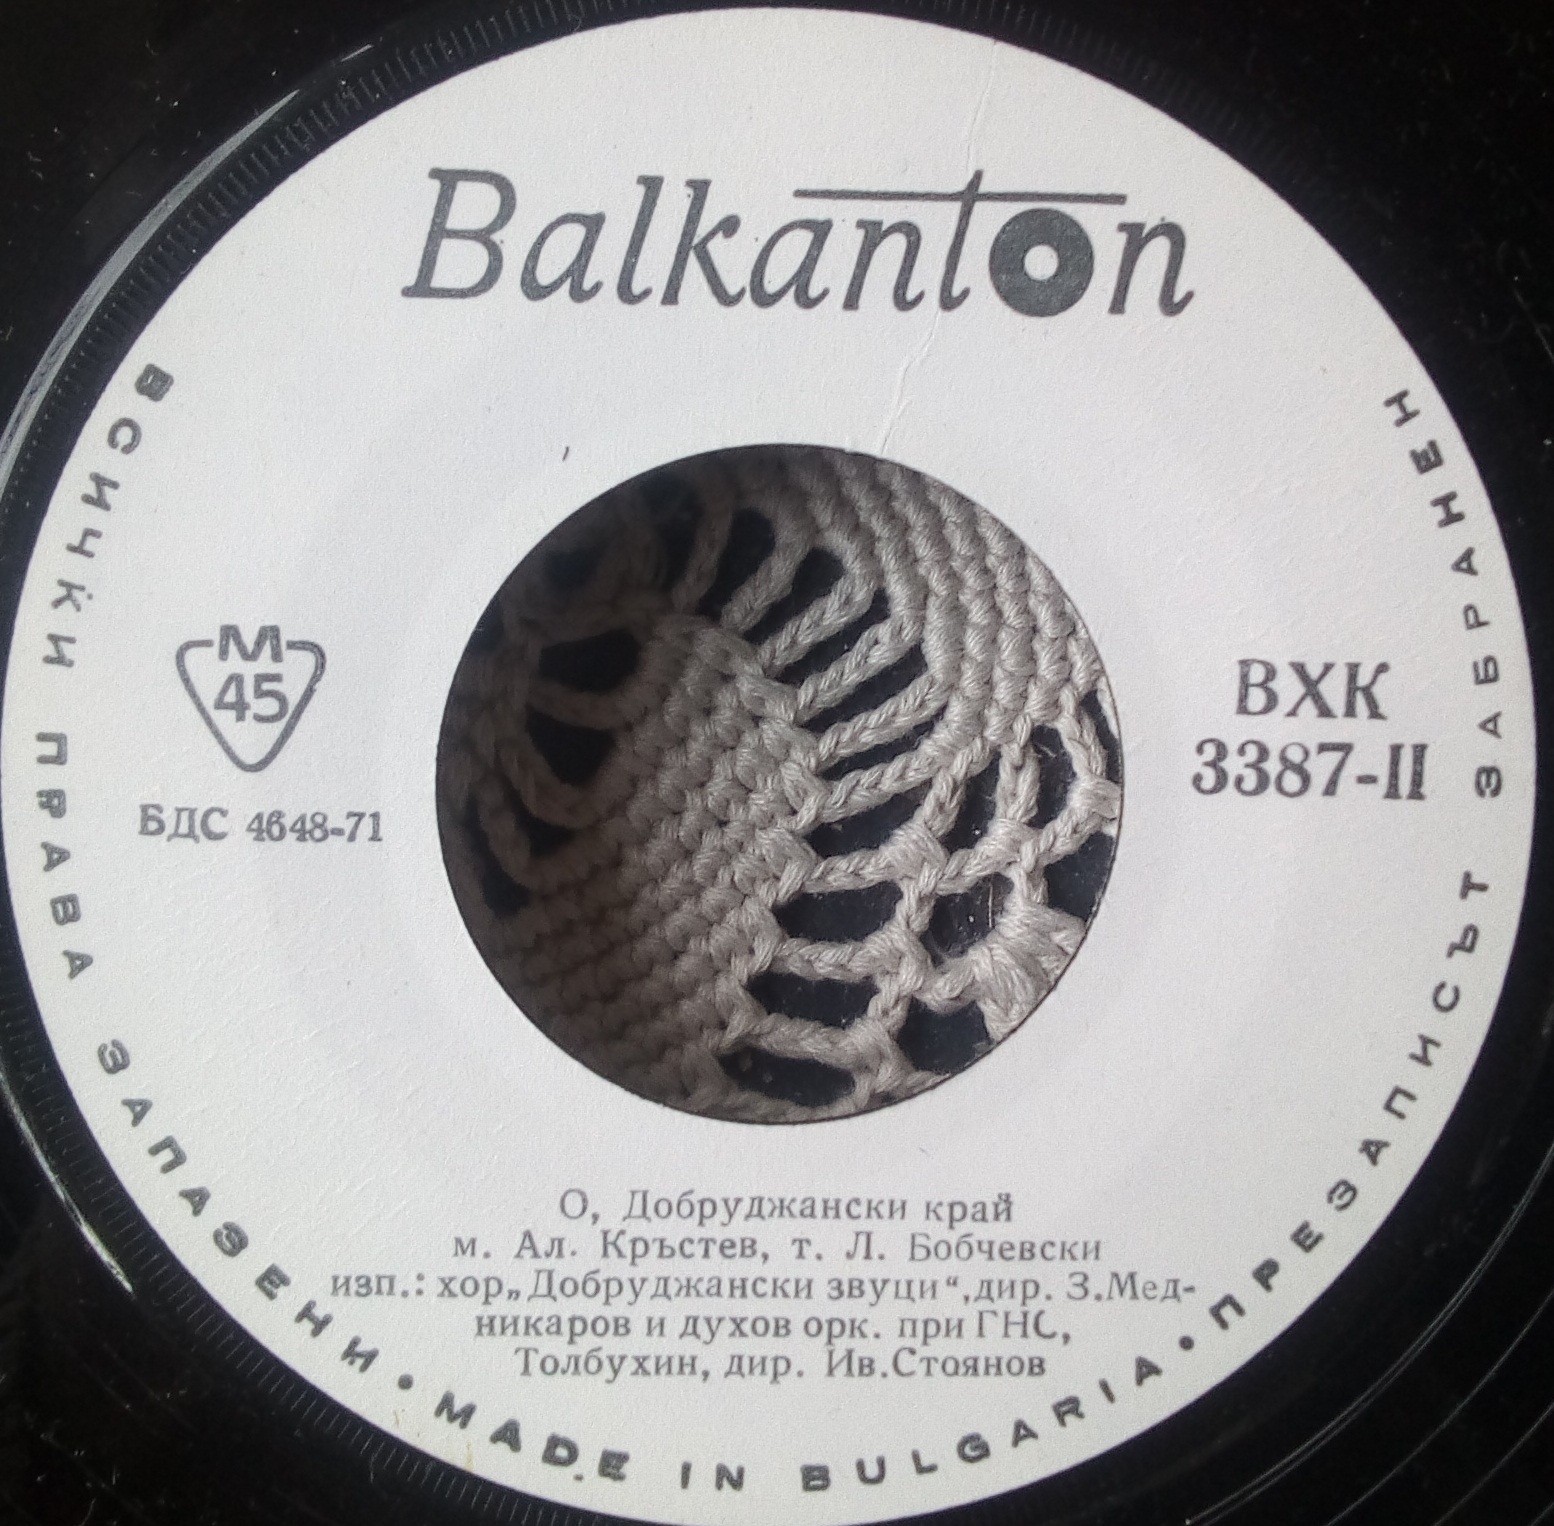 Balkanton
М
45
БДС 4648-71
ВХК
3387-II
О, Добруджански край
м. Ал. Кръстев, т. Л. Бобчевски
изп.: хор „Добруджански звуци“, дир. З. Мед-
никаров и духов орк. при ГНС,
Толбухин, дир. Ив. Стоянов
ВСИЧКИ ПРАВА ЗАПАЗЕНИ • MADE IN BULGARIA • ПРЕЗАПИСЪТ ЗАБРАНЕН